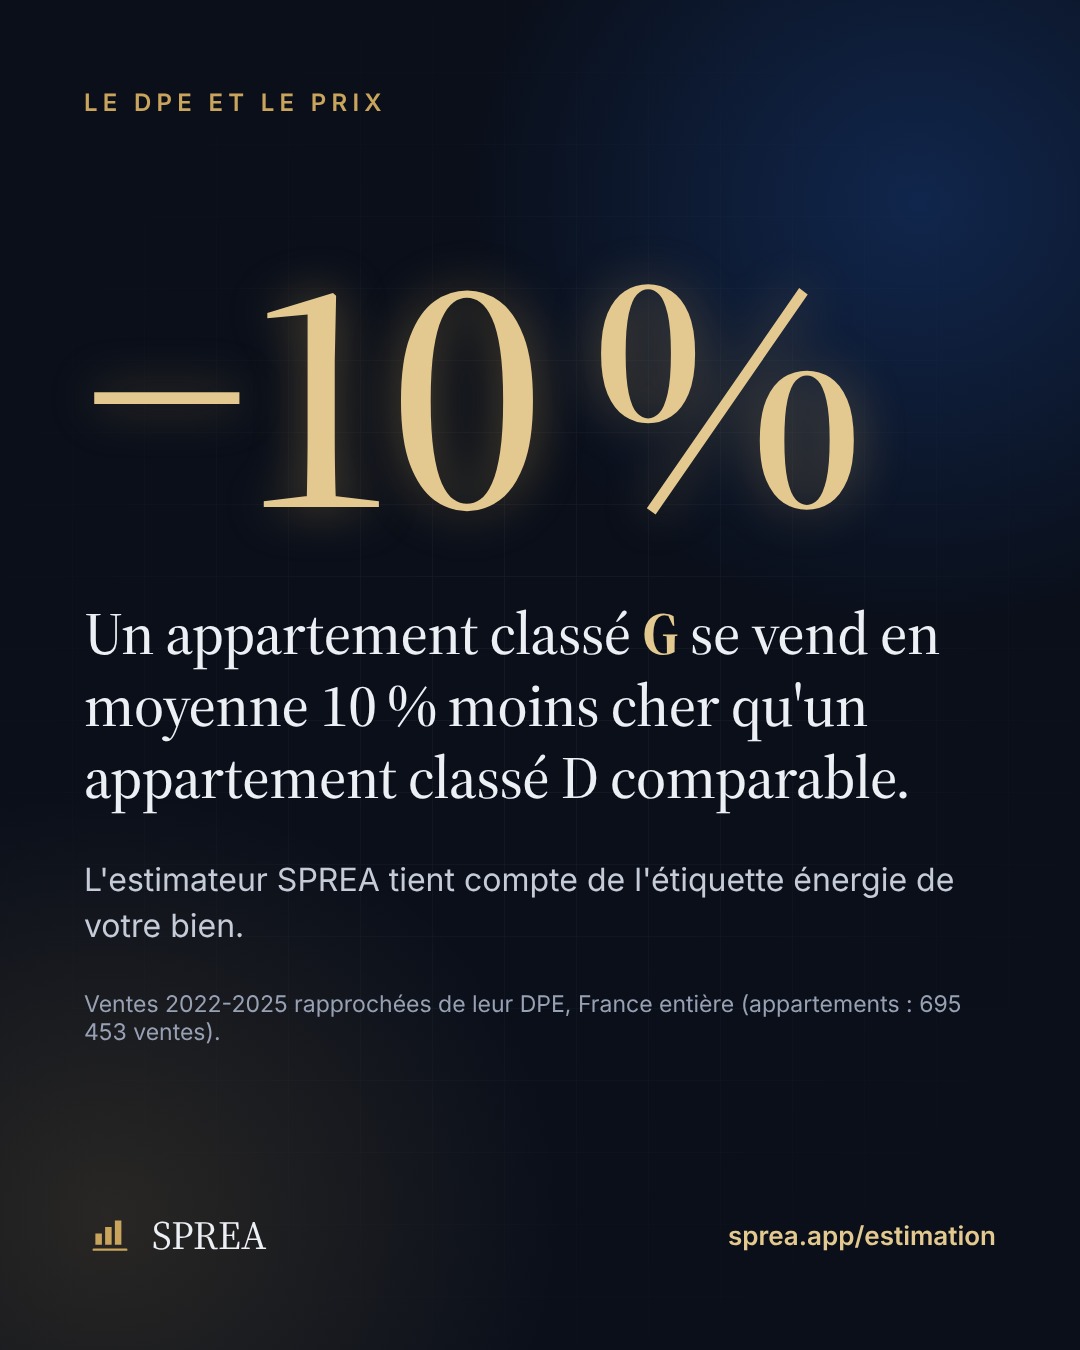 LE DPE ET LE PRIX
–10 %
Un appartement classé G se vend en
moyenne 10 % moins cher qu'un
appartement classé D comparable.
L'estimateur SPREA tient compte de l'étiquette énergie de
votre bien.
Ventes 2022-2025 rapprochées de leur DPE, France entière (appartements : 695
453 ventes).
SPREA
sprea.app/estimation